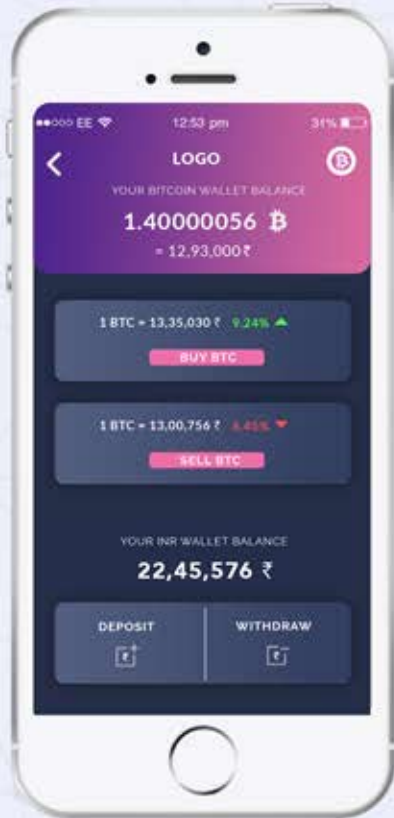 EE 12:53 pm 31%
LOGO
YOUR BITCOIN WALLET BALANCE
1.40000056 ₿
= 12,93,000 ₹
1 BTC = 13,35,030 ₹ 9.24% ▲
BUY BTC
1 BTC = 13,00,756 ₹ 6.45% ▼
SELL BTC
YOUR INR WALLET BALANCE
22,45,576 ₹
DEPOSIT WITHDRAW